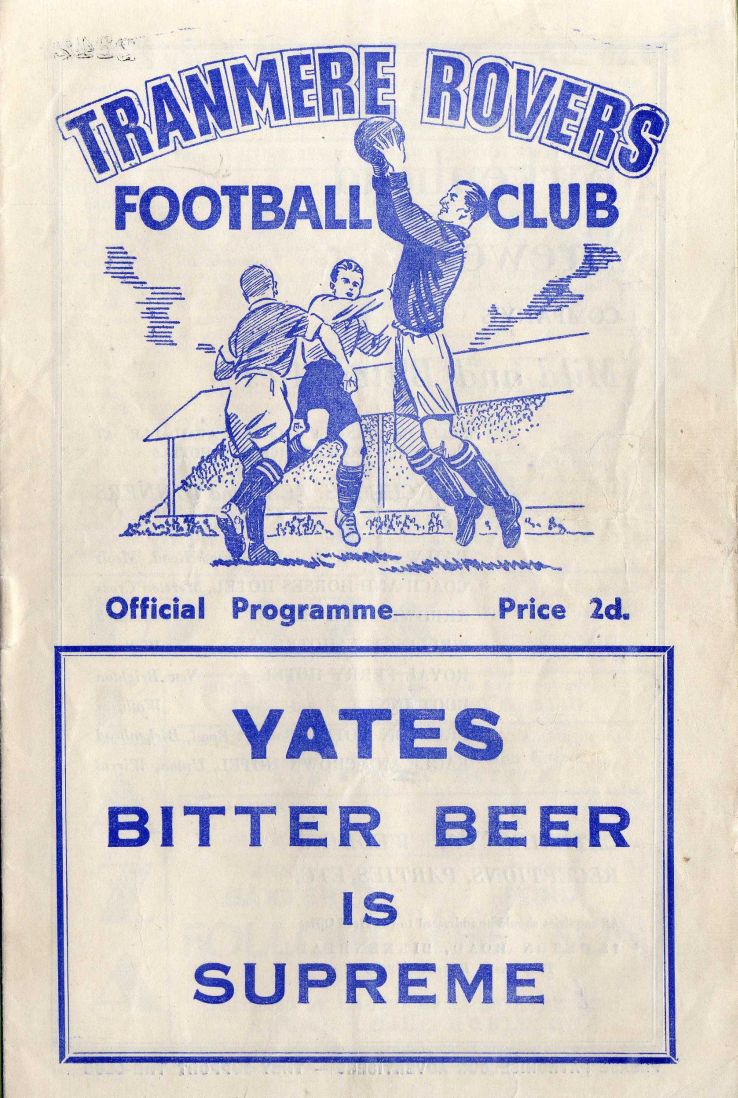 TRANMERE ROVERS
FOOTBALL CLUB
Official Programme Price 2d.
YATES
BITTER BEER
IS
SUPREME